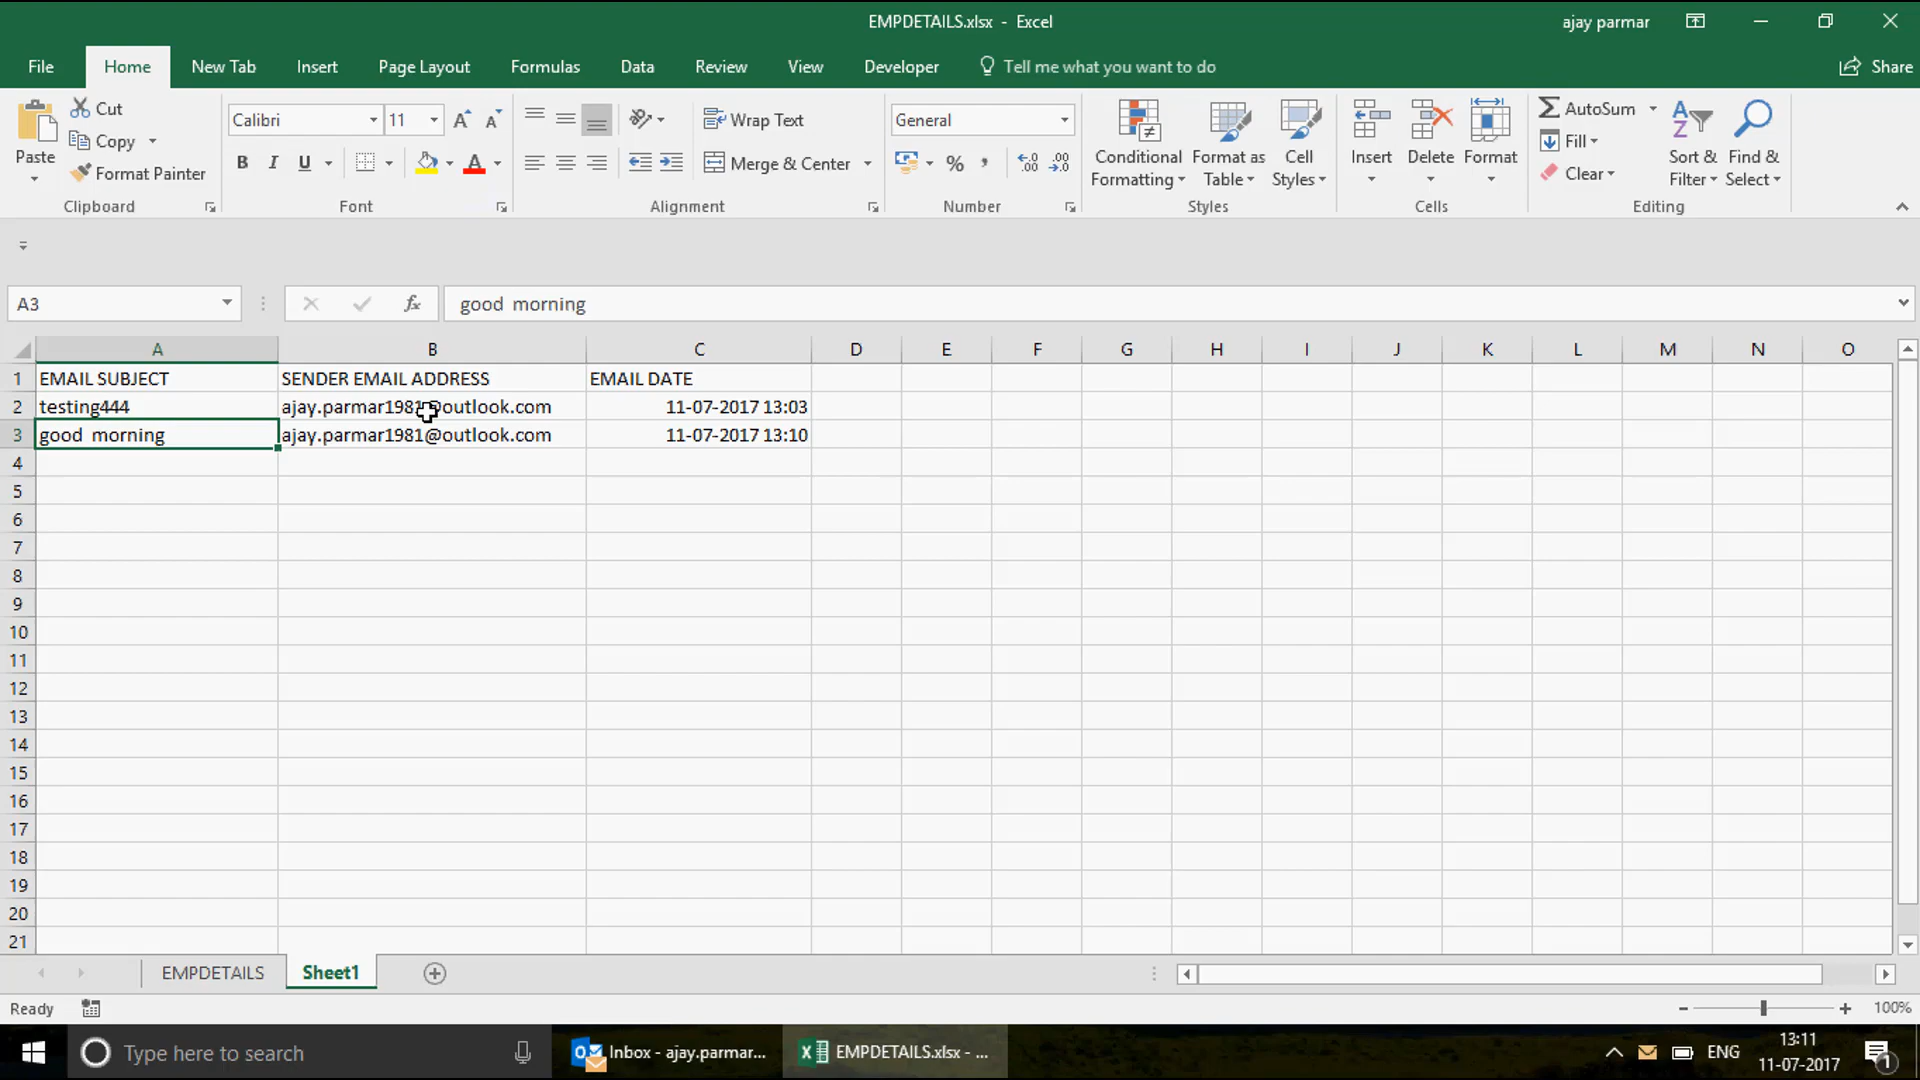 EMPDETAILS.xlsx - Excel
ajay parmar
File Home New Tab Insert Page Layout Formulas Data Review View Developer Tell me what you want to do Share
Paste
Cut
Copy
Format Painter
Clipboard
Calibri 11
B I U A
Font
Wrap Text
Merge & Center
Alignment
General
%
Number
Conditional Formatting
Format as Table
Cell Styles
Styles
Insert Delete Format
Cells
AutoSum
Fill
Clear
Sort & Filter
Find & Select
Editing
A3 fx good  morning
A B C D E F G H I J K L M N O
1 EMAIL SUBJECT SENDER EMAIL ADDRESS EMAIL DATE
2 testing444 ajay.parmar1981@outlook.com 11-07-2017 13:03
3 good  morning ajay.parmar1981@outlook.com 11-07-2017 13:10
4
5
6
7
8
9
10
11
12
13
14
15
16
17
18
19
20
21
EMPDETAILS Sheet1
Ready 100%
Type here to search
Inbox - ajay.parmar...
EMPDETAILS.xlsx - ...
ENG
13:11
11-07-2017
1